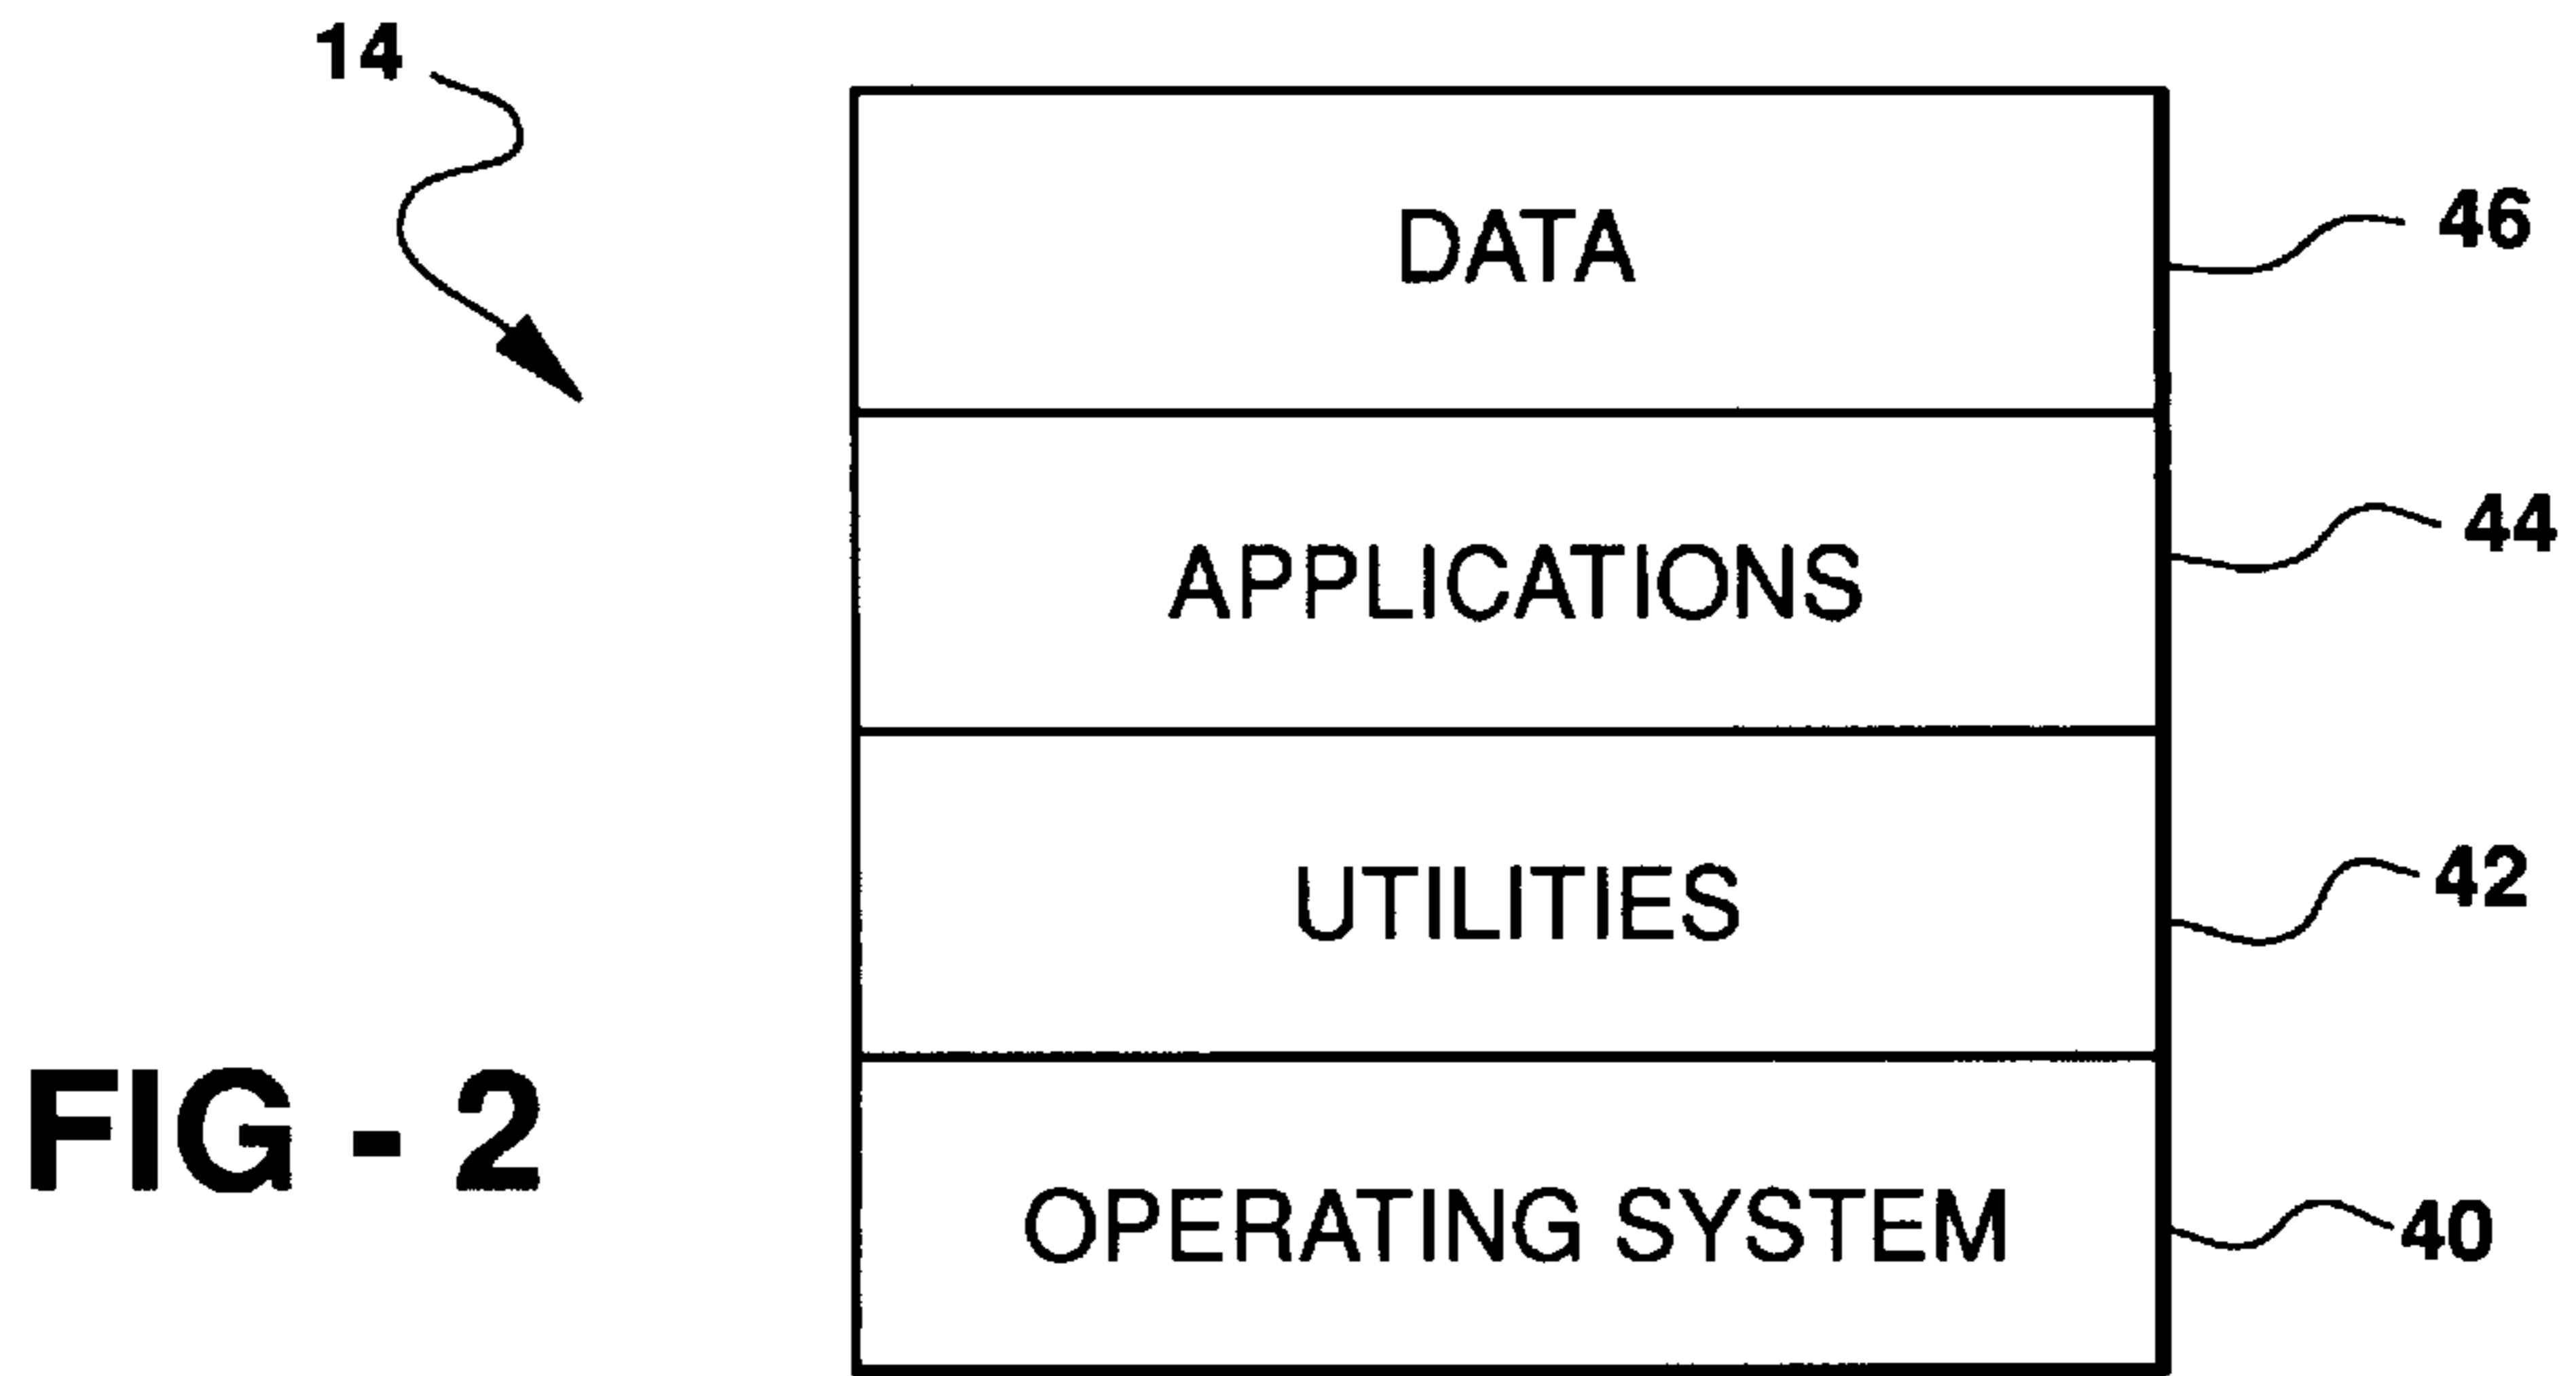 14
DATA
46
APPLICATIONS
44
UTILITIES
42
FIG - 2
OPERATING SYSTEM
40